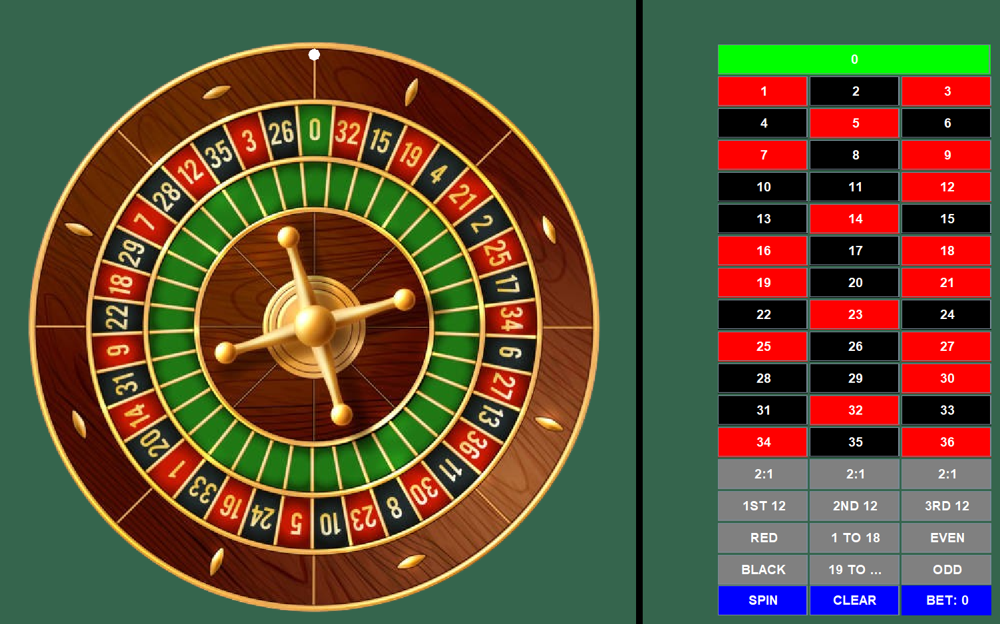 0
32
15
19
4
21
2
25
17
34
6
27
13
36
11
30
8
23
10
5
24
16
33
1
20
14
31
9
22
18
29
7
28
12
35
3
26
0
1 2 3
4 5 6
7 8 9
10 11 12
13 14 15
16 17 18
19 20 21
22 23 24
25 26 27
28 29 30
31 32 33
34 35 36
2:1 2:1 2:1
1ST 12 2ND 12 3RD 12
RED 1 TO 18 EVEN
BLACK 19 TO ... ODD
SPIN CLEAR BET: 0